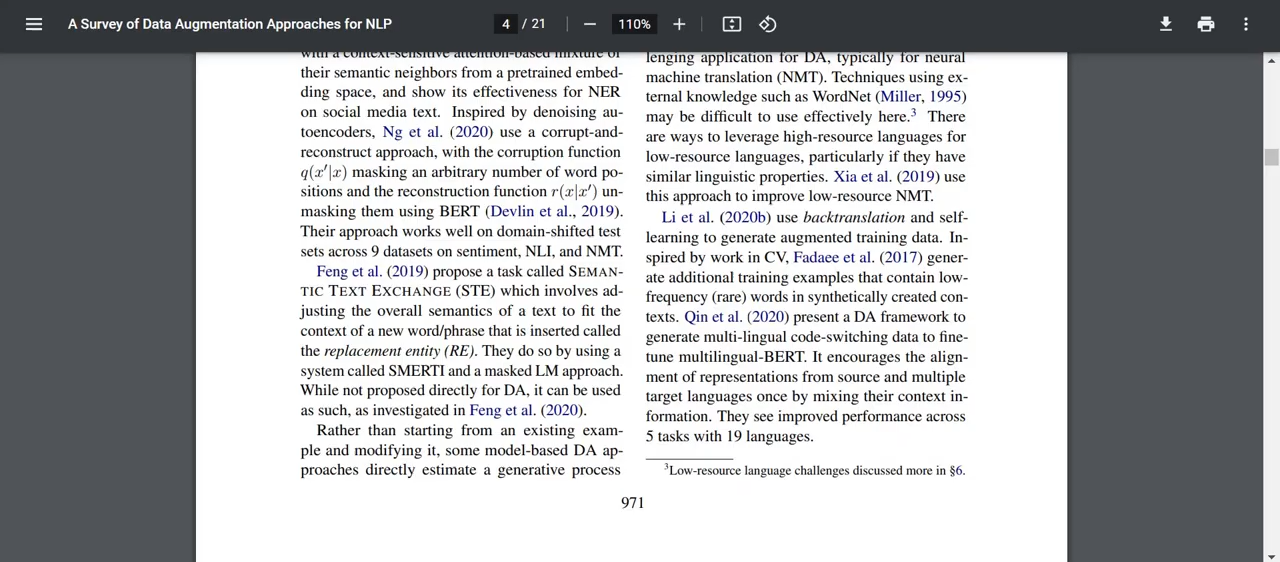 A Survey of Data Augmentation Approaches for NLP
4 / 21
110%
with a context-sensitive attention-based mixture of
their semantic neighbors from a pretrained embed-
ding space, and show its effectiveness for NER
on social media text. Inspired by denoising au-
toencoders, Ng et al. (2020) use a corrupt-and-
reconstruct approach, with the corruption function
q(x′|x) masking an arbitrary number of word po-
sitions and the reconstruction function r(x|x′) un-
masking them using BERT (Devlin et al., 2019).
Their approach works well on domain-shifted test
sets across 9 datasets on sentiment, NLI, and NMT.
Feng et al. (2019) propose a task called SEMAN-
TIC TEXT EXCHANGE (STE) which involves ad-
justing the overall semantics of a text to fit the
context of a new word/phrase that is inserted called
the replacement entity (RE). They do so by using a
system called SMERTI and a masked LM approach.
While not proposed directly for DA, it can be used
as such, as investigated in Feng et al. (2020).
Rather than starting from an existing exam-
ple and modifying it, some model-based DA ap-
proaches directly estimate a generative process
lenging application for DA, typically for neural
machine translation (NMT). Techniques using ex-
ternal knowledge such as WordNet (Miller, 1995)
may be difficult to use effectively here.³ There
are ways to leverage high-resource languages for
low-resource languages, particularly if they have
similar linguistic properties. Xia et al. (2019) use
this approach to improve low-resource NMT.
Li et al. (2020b) use backtranslation and self-
learning to generate augmented training data. In-
spired by work in CV, Fadaee et al. (2017) gener-
ate additional training examples that contain low-
frequency (rare) words in synthetically created con-
texts. Qin et al. (2020) present a DA framework to
generate multi-lingual code-switching data to fine-
tune multilingual-BERT. It encourages the align-
ment of representations from source and multiple
target languages once by mixing their context in-
formation. They see improved performance across
5 tasks with 19 languages.
³Low-resource language challenges discussed more in §6.
971